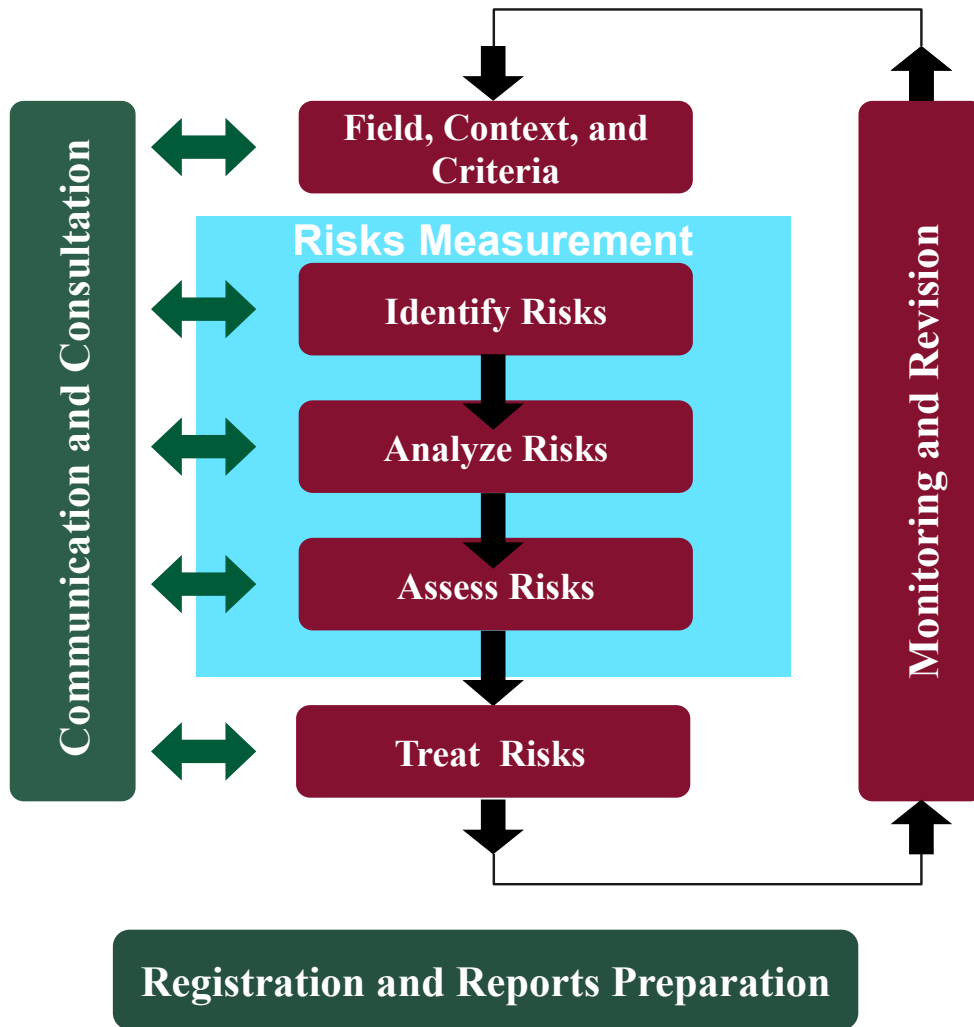 Field, Context, and
Criteria
Risks Measurement
Identify Risks
Analyze Risks
Assess Risks
Treat Risks
Communication and Consultation
Monitoring and Revision
Registration and Reports Preparation